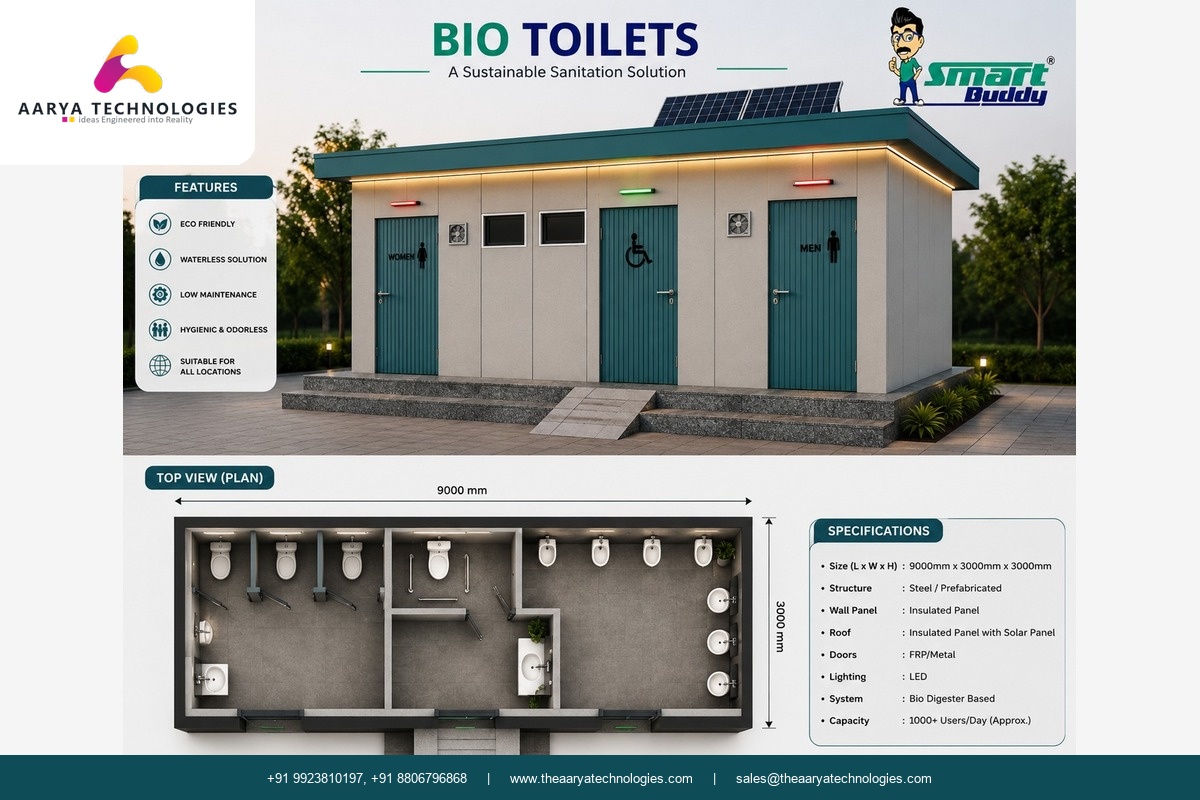 AARYA TECHNOLOGIES
ideas Engineered into Reality
BIO TOILETS
A Sustainable Sanitation Solution
Smart Buddy®
FEATURES
ECO FRIENDLY
WATERLESS SOLUTION
LOW MAINTENANCE
HYGIENIC & ODORLESS
SUITABLE FOR
ALL LOCATIONS
WOMEN
MEN
TOP VIEW (PLAN)
9000 mm
3000 mm
SPECIFICATIONS
• Size (L x W x H) : 9000mm x 3000mm x 3000mm
• Structure : Steel / Prefabricated
• Wall Panel : Insulated Panel
• Roof : Insulated Panel with Solar Panel
• Doors : FRP/Metal
• Lighting : LED
• System : Bio Digester Based
• Capacity : 1000+ Users/Day (Approx.)
+91 9923810197, +91 8806796868 | www.theaaryatechnologies.com | sales@theaaryatechnologies.com